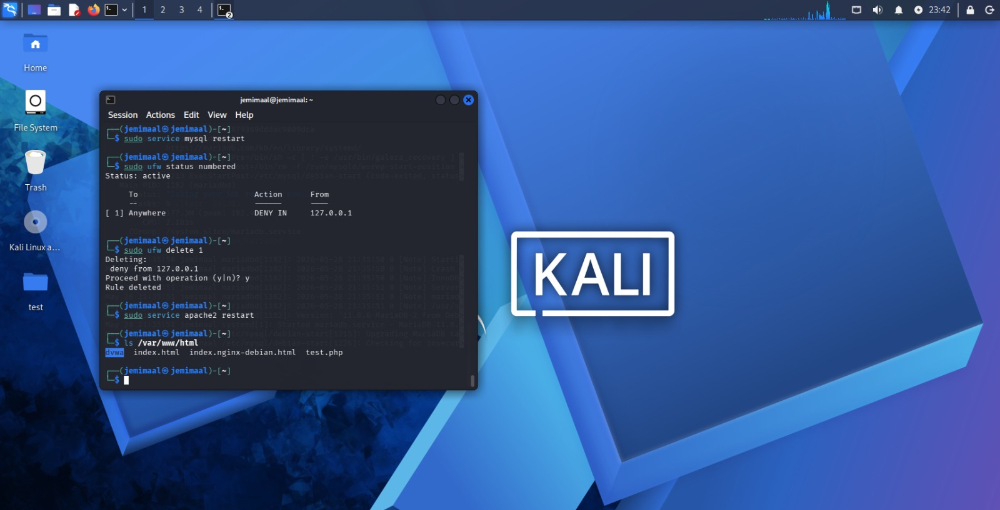 1 2 3 4 2 23:42
Home
File System
Trash
Kali Linux a...
test
jemimaal@jemimaal: ~
Session Actions Edit View Help
┌──(jemimaal㉿jemimaal)-[~]
└─$ sudo service mysql restart
┌──(jemimaal㉿jemimaal)-[~]
└─$ sudo ufw status numbered
Status: active
To Action From
-- ------ ----
[ 1] Anywhere DENY IN 127.0.0.1
┌──(jemimaal㉿jemimaal)-[~]
└─$ sudo ufw delete 1
Deleting:
deny from 127.0.0.1
Proceed with operation (y|n)? y
Rule deleted
┌──(jemimaal㉿jemimaal)-[~]
└─$ sudo service apache2 restart
┌──(jemimaal㉿jemimaal)-[~]
└─$ ls /var/www/html
dvwa index.html index.nginx-debian.html test.php
┌──(jemimaal㉿jemimaal)-[~]
└─$
KALI